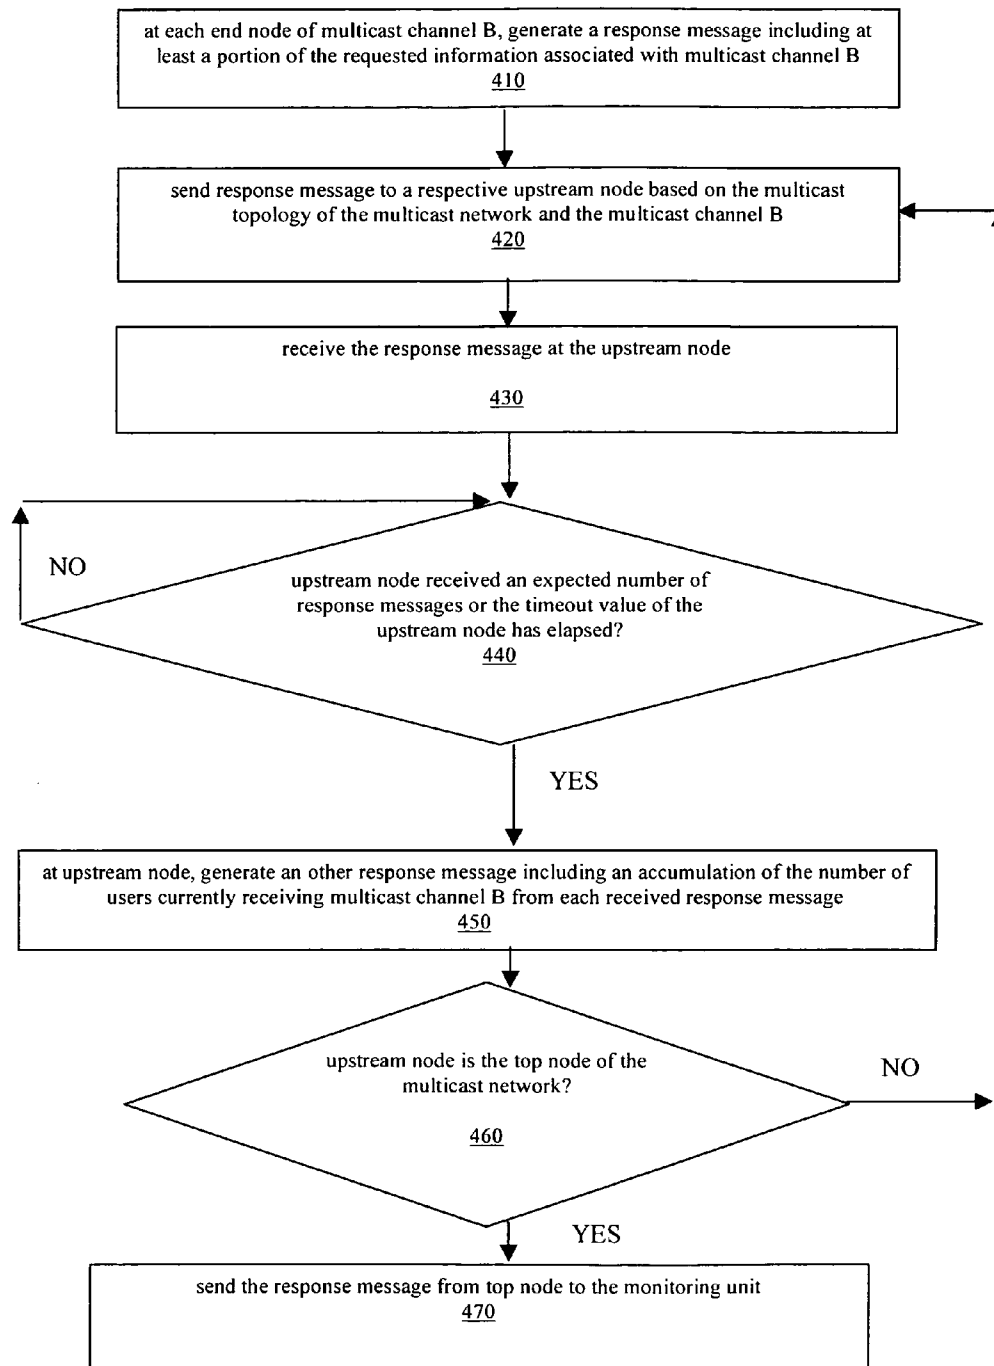 at each end node of multicast channel B, generate a response message including at
least a portion of the requested information associated with multicast channel B
410
send response message to a respective upstream node based on the multicast
topology of the multicast network and the multicast channel B
420
receive the response message at the upstream node
430
NO
upstream node received an expected number of
response messages or the timeout value of the
upstream node has elapsed?
440
YES
at upstream node, generate an other response message including an accumulation of the number of
users currently receiving multicast channel B from each received response message
450
upstream node is the top node of the
multicast network?
NO
460
YES
send the response message from top node to the monitoring unit
470